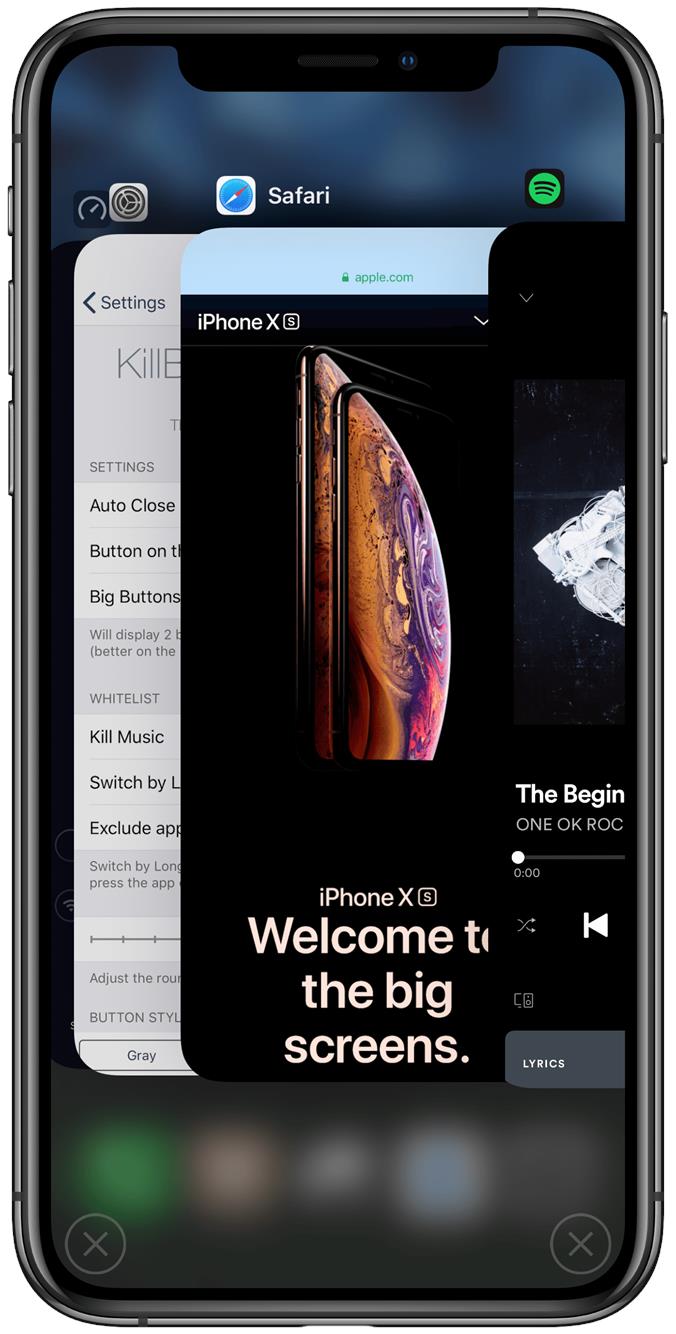 Safari
Settings
KillB
SETTINGS
Auto Close
Button on th
Big Buttons
Will display 2 b
(better on the
WHITELIST
Kill Music
Switch by L
Exclude app
Switch by Long
press the app
Adjust the roun
BUTTON STYL
Gray
apple.com
iPhone XS
iPhone XS
Welcome to
the big
screens.
The Begin
ONE OK ROC
0:00
LYRICS